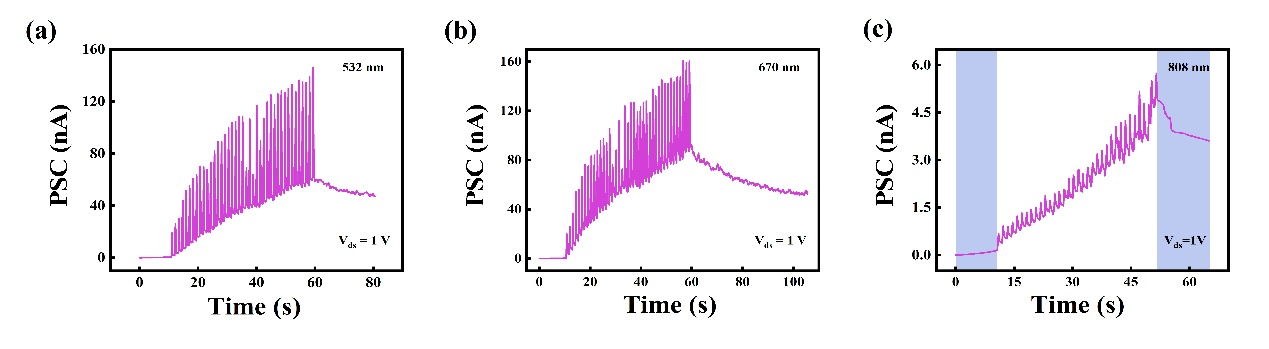 (a)
160
120
80
40
0
PSC (nA)
532 nm
V_ds = 1 V
0 20 40 60 80
Time (s)
(b)
160
120
80
40
0
PSC (nA)
670 nm
V_ds = 1 V
0 20 40 60 80 100
Time (s)
(c)
6.0
4.5
3.0
1.5
0.0
PSC (nA)
808 nm
V_ds=1V
0 15 30 45 60
Time (s)